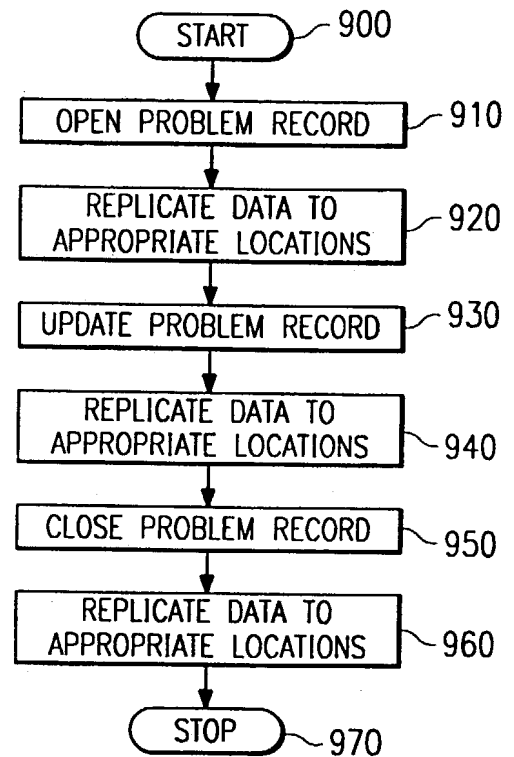 START
900
OPEN PROBLEM RECORD
910
REPLICATE DATA TO
APPROPRIATE LOCATIONS
920
UPDATE PROBLEM RECORD
930
REPLICATE DATA TO
APPROPRIATE LOCATIONS
940
CLOSE PROBLEM RECORD
950
REPLICATE DATA TO
APPROPRIATE LOCATIONS
960
STOP
970